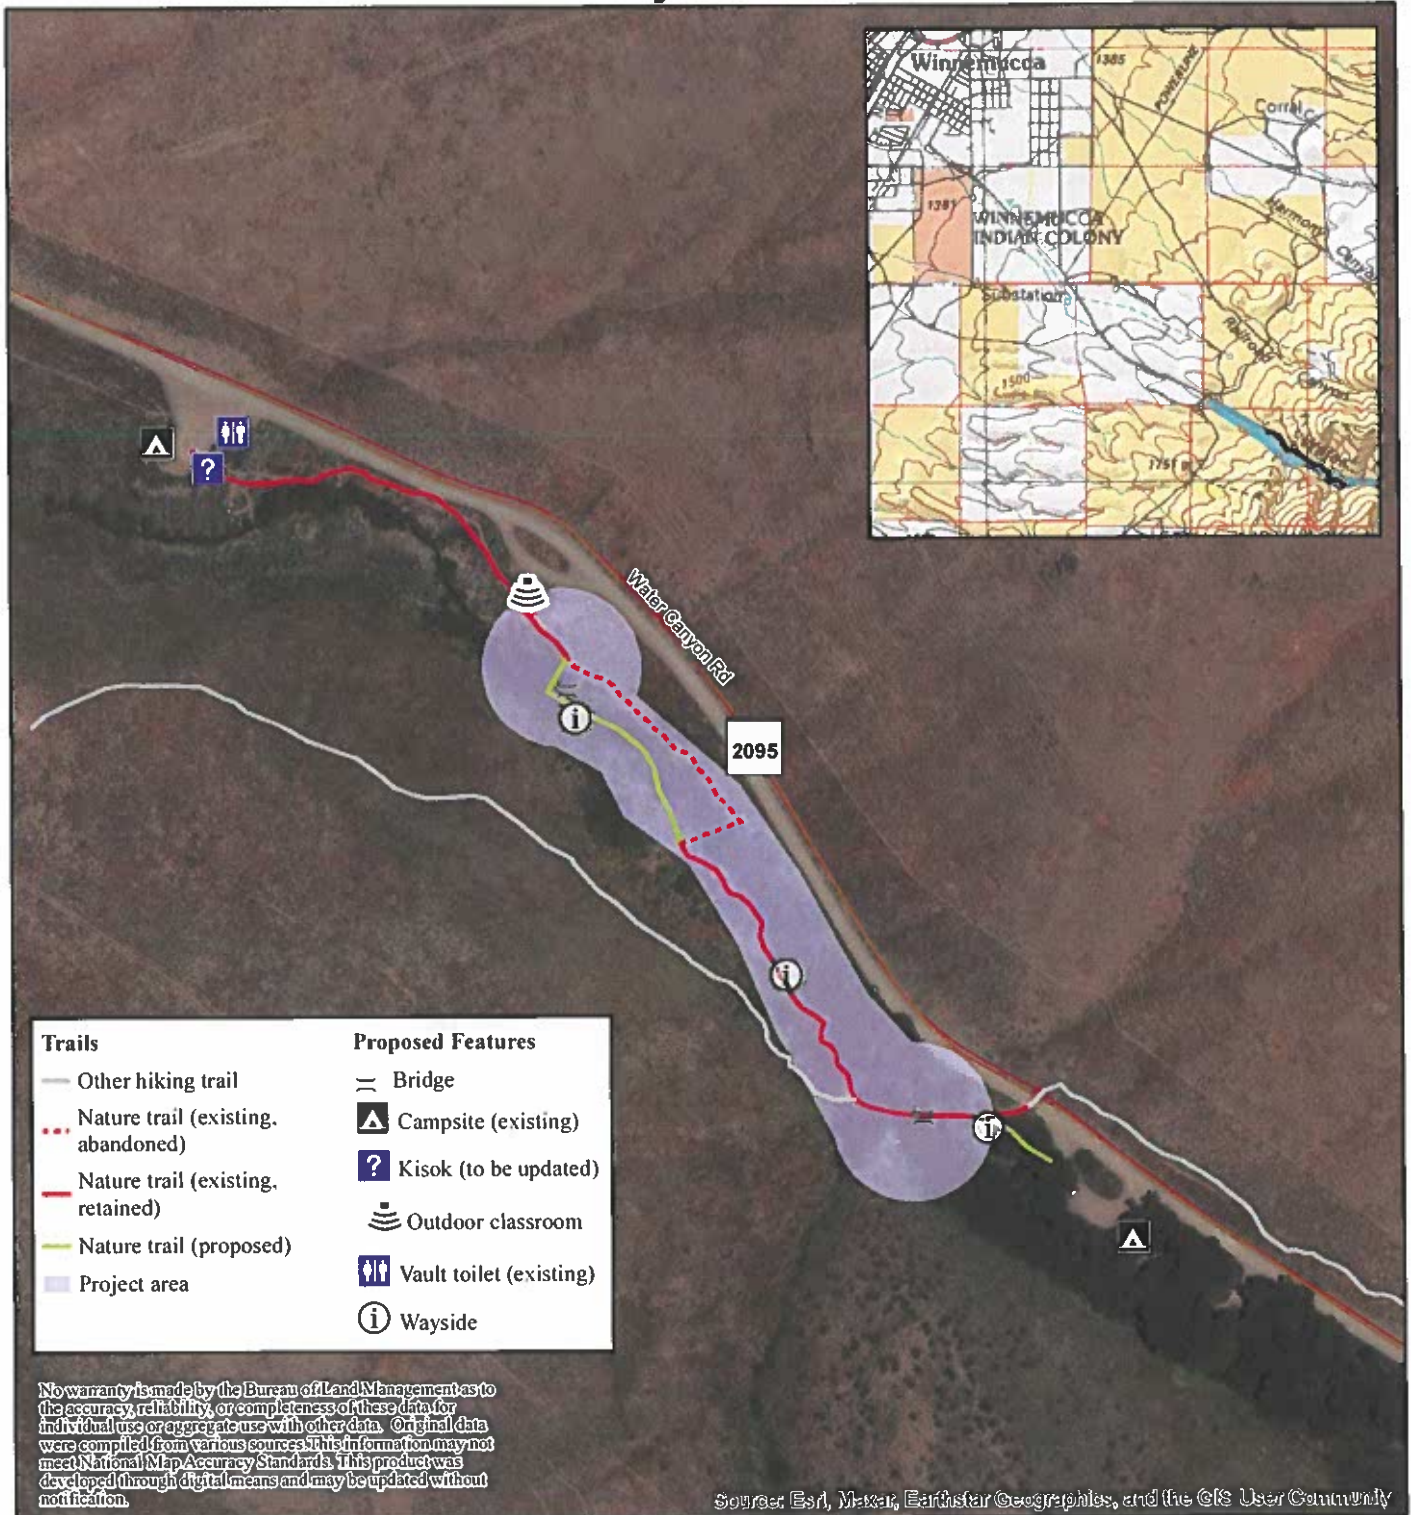 Winnemucca
1385
POWERLINE
Corral
1381
WINNEMUCCA
INDIAN COLONY
Harmony
Canyon
Substation
Railroad
Canyon
1500
1751
Water Canyon Rd
2095
Trails
Other hiking trail
Nature trail (existing,
abandoned)
Nature trail (existing,
retained)
Nature trail (proposed)
Project area
Proposed Features
Bridge
Campsite (existing)
Kisok (to be updated)
Outdoor classroom
Vault toilet (existing)
Wayside
No warranty is made by the Bureau of Land Management as to
the accuracy, reliability, or completeness of these data for
individual use or aggregate use with other data. Original data
were compiled from various sources. This information may not
meet National Map Accuracy Standards. This product was
developed through digital means and may be updated without
notification.
Source: Esri, Maxar, Earthstar Geographics, and the GIS User Community